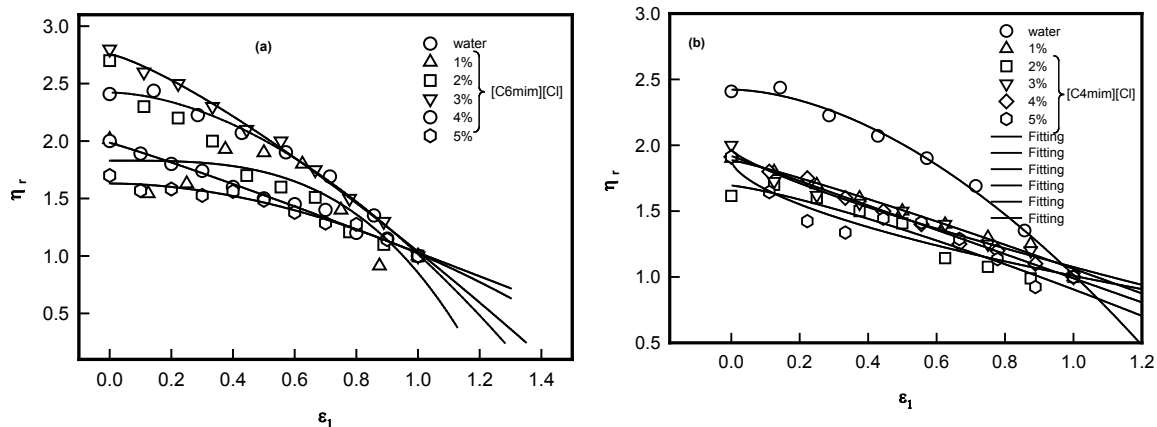 (a)
water
1%
2%
3%
4%
5%
[C6mim][Cl]
3.0
2.5
2.0
1.5
1.0
0.5
ηr
0.0 0.2 0.4 0.6 0.8 1.0 1.2 1.4
ε1
(b)
water
1%
2%
3%
4%
5%
[C4mim][Cl]
Fitting
Fitting
Fitting
Fitting
Fitting
Fitting
3.0
2.5
2.0
1.5
1.0
0.5
ηr
0.0 0.2 0.4 0.6 0.8 1.0 1.2
ε1